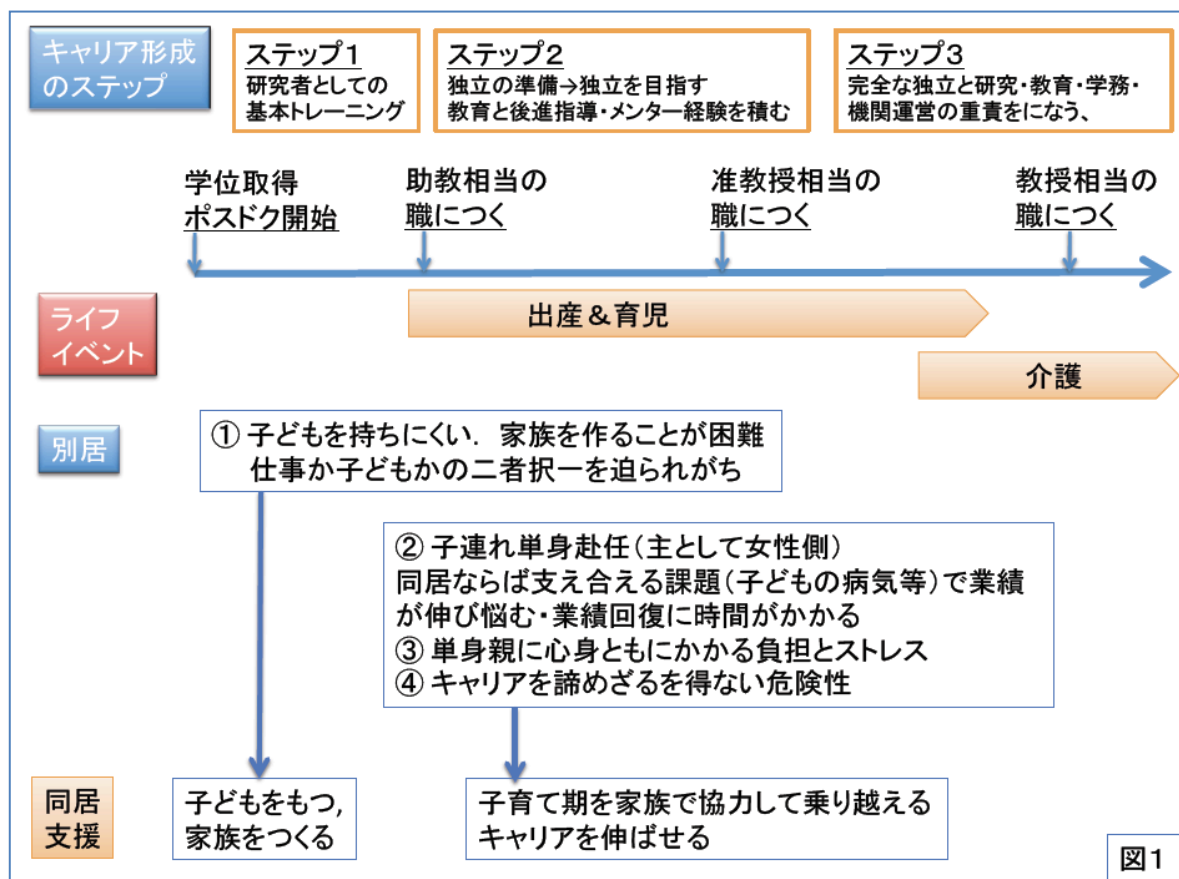 キャリア形成
のステップ
ステップ1
研究者としての
基本トレーニング
ステップ2
独立の準備→独立を目指す
教育と後進指導・メンター経験を積む
ステップ3
完全な独立と研究・教育・学務・
機関運営の重責をになう、
学位取得
ポスドク開始
助教相当の
職につく
准教授相当の
職につく
教授相当の
職につく
ライフ
イベント
出産&育児
介護
別居
① 子どもを持ちにくい. 家族を作ることが困難
仕事か子どもかの二者択一を迫られがち
② 子連れ単身赴任(主として女性側)
同居ならば支え合える課題(子どもの病気等)で業績
が伸び悩む・業績回復に時間がかかる
③ 単身親に心身ともにかかる負担とストレス
④ キャリアを諦めざるを得ない危険性
同居
支援
子どもをもつ,
家族をつくる
子育て期を家族で協力して乗り越える
キャリアを伸ばせる
図1